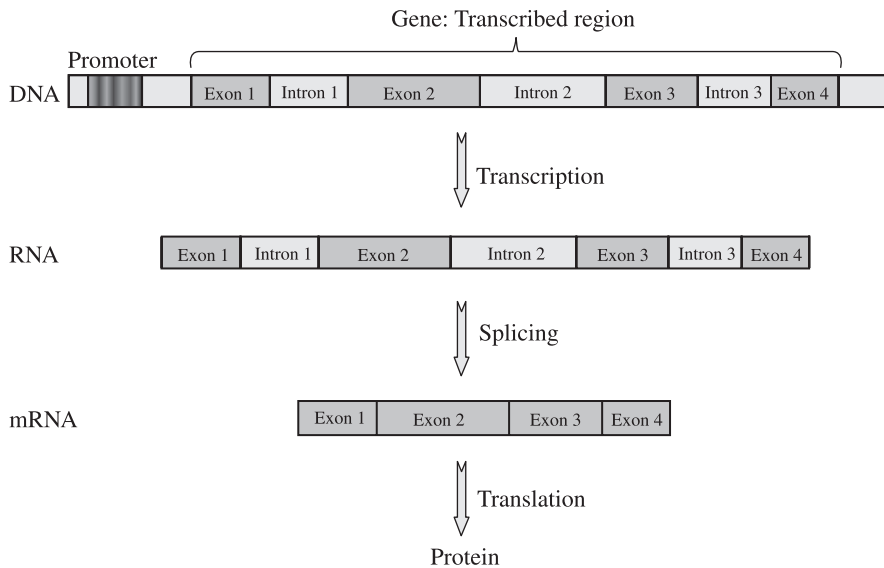 Gene: Transcribed region
Promoter
DNA Exon 1 Intron 1 Exon 2 Intron 2 Exon 3 Intron 3 Exon 4
Transcription
RNA Exon 1 Intron 1 Exon 2 Intron 2 Exon 3 Intron 3 Exon 4
Splicing
mRNA Exon 1 Exon 2 Exon 3 Exon 4
Translation
Protein